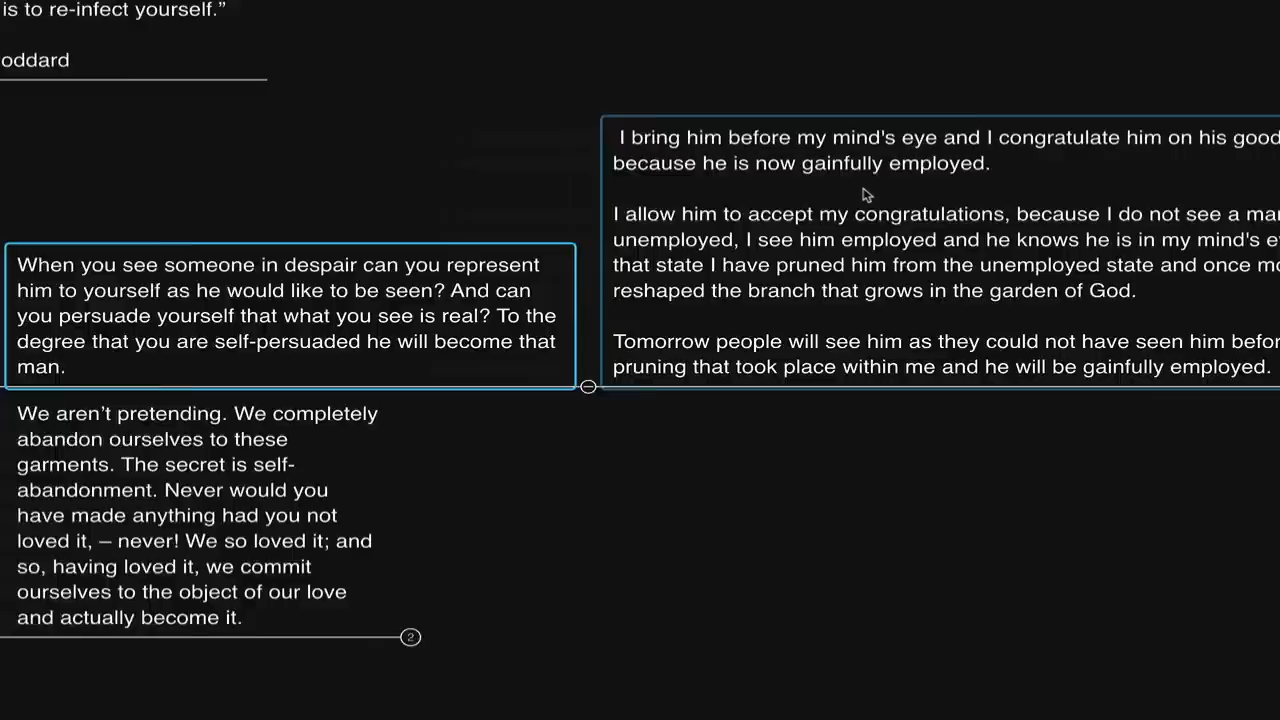 is to re-infect yourself.”
oddard
I bring him before my mind's eye and I congratulate him on his good
because he is now gainfully employed.
I allow him to accept my congratulations, because I do not see a
unemployed, I see him employed and he knows he is in my mind's
that state I have pruned him from the unemployed state and once
reshaped the branch that grows in the garden of God.
Tomorrow people will see him as they could not have seen him
pruning that took place within me and he will be gainfully employed.
When you see someone in despair can you represent
him to yourself as he would like to be seen? And can
you persuade yourself that what you see is real? To the
degree that you are self-persuaded he will become that
man.
We aren’t pretending. We completely
abandon ourselves to these
garments. The secret is self-
abandonment. Never would you
have made anything had you not
loved it, – never! We so loved it; and
so, having loved it, we commit
ourselves to the object of our love
and actually become it.
2